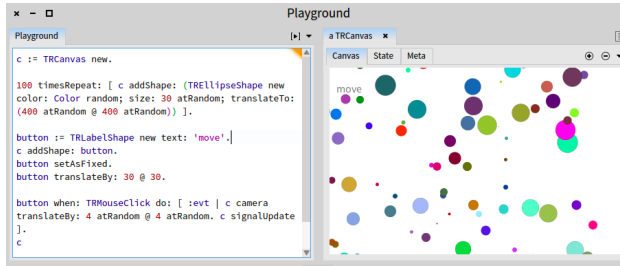 Playground
Playground
a TRCanvas
c := TRCanvas new.
100 timesRepeat: [ c addShape: (TREllipseShape new
color: Color random; size: 30 atRandom; translateTo:
(400 atRandom @ 400 atRandom)) ].
button := TRLabelShape new text: 'move'.
c addShape: button.
button setAsFixed.
button translateBy: 30 @ 30.
button when: TRMouseClick do: [ :evt | c camera
translateBy: 4 atRandom @ 4 atRandom. c signalUpdate
].
c
Canvas State Meta
move